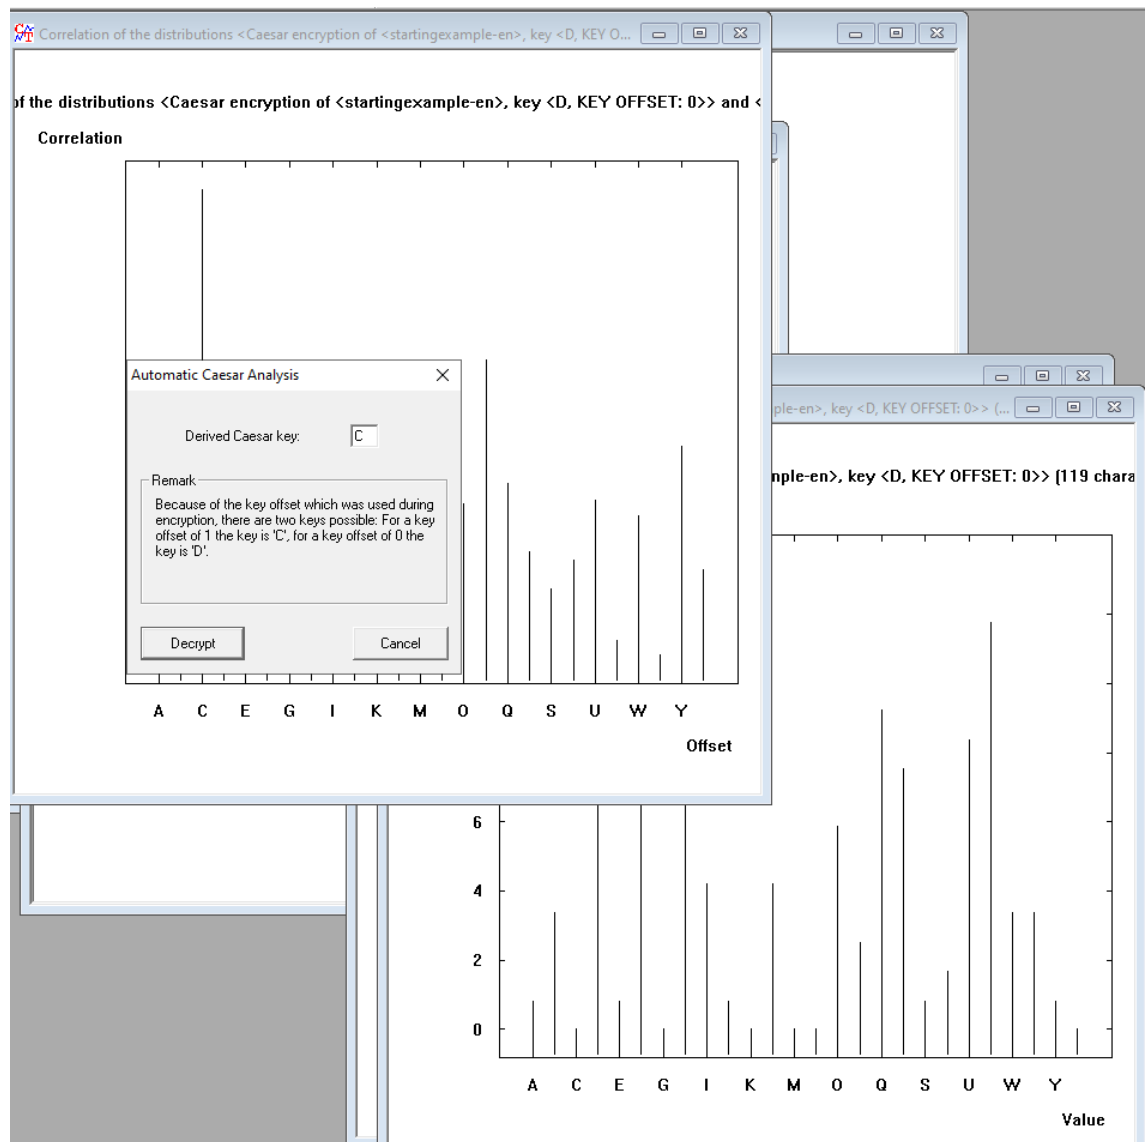 Correlation of the distributions <Caesar encryption of <startingexample-en>, key <D, KEY O...
of the distributions <Caesar encryption of <startingexample-en>, key <D, KEY OFFSET: 0>> and <
Correlation
Automatic Caesar Analysis
Derived Caesar key: C
Remark
Because of the key offset which was used during
encryption, there are two keys possible: For a key
offset of 1 the key is 'C', for a key offset of 0 the
key is 'D'.
Decrypt Cancel
A C E G I K M O Q S U W Y
Offset
ple-en>, key <D, KEY OFFSET: 0>> (...
mple-en>, key <D, KEY OFFSET: 0>> (119 chara
6
4
2
0
A C E G I K M O Q S U W Y
Value